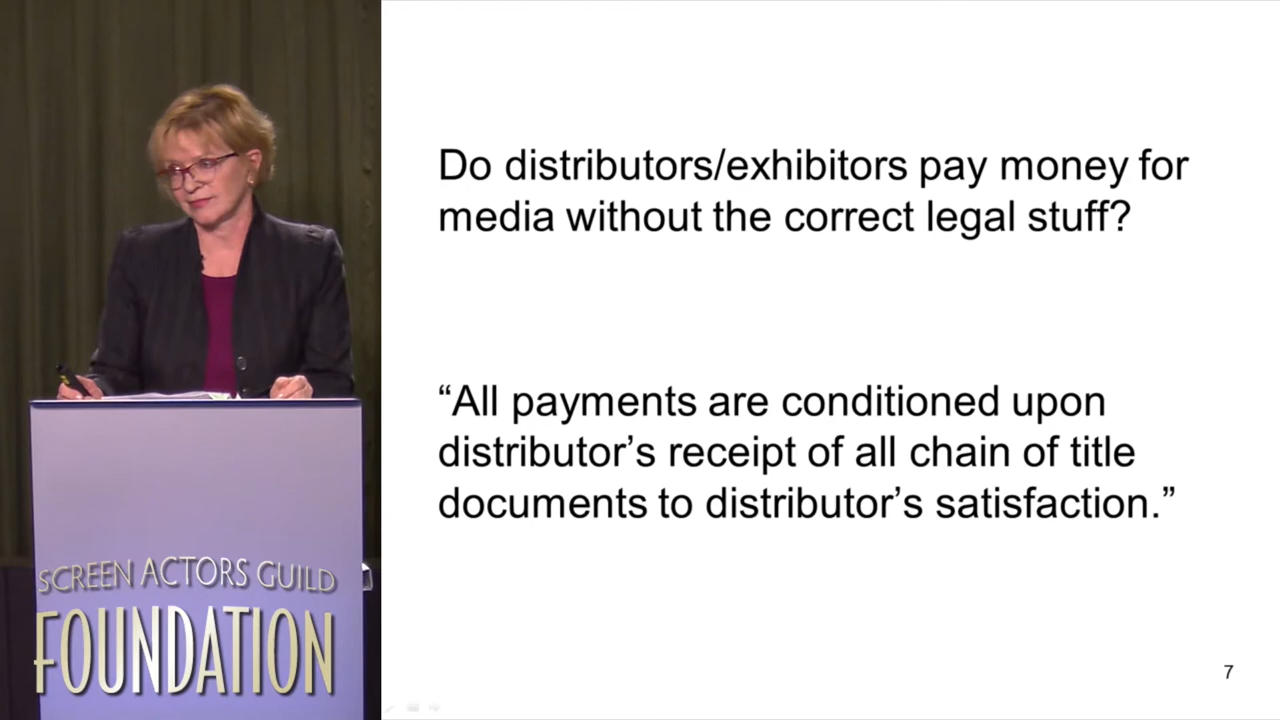 Do distributors/exhibitors pay money for
media without the correct legal stuff?
“All payments are conditioned upon
distributor’s receipt of all chain of title
documents to distributor’s satisfaction.”
SCREEN ACTORS GUILD
FOUNDATION
7